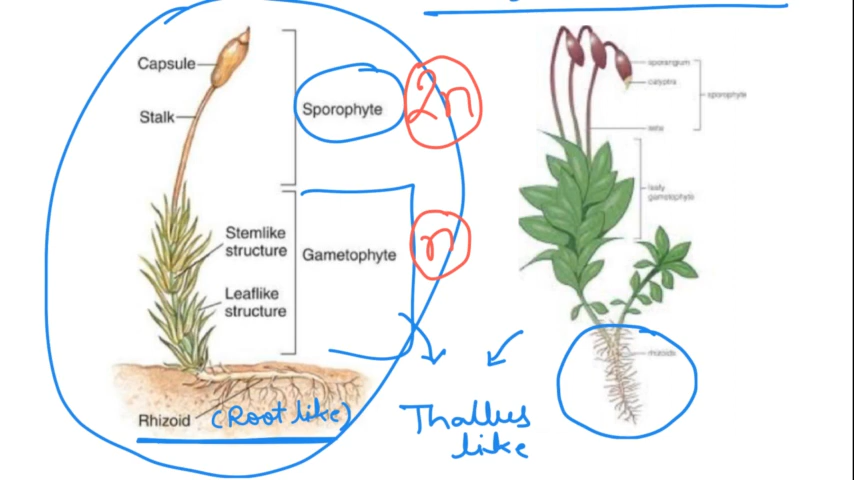 Capsule
Stalk
Sporophyte
2n
Stemlike
structure
Gametophyte
n
Leaflike
structure
Rhizoid (Root like)
Thallus
like
sporangium
calyptra
sporophyte
seta
leafy
gametophyte
rhizoids